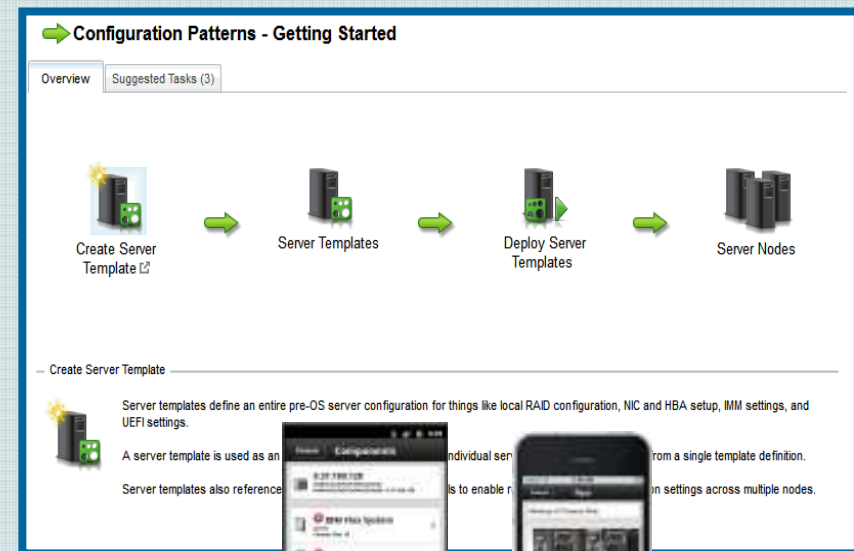 Configuration Patterns - Getting Started
Overview
Suggested Tasks (3)
Create Server
Template
Server Templates
Deploy Server
Templates
Server Nodes
Create Server Template
Server templates define an entire pre-OS server configuration for things like local RAID configuration, NIC and HBA setup, IMM settings, and
UEFI settings.
A server template is used as an
ndividual ser
from a single template definition.
Server templates also reference
ls to enable
on settings across multiple nodes.
Components
IBM Flex System